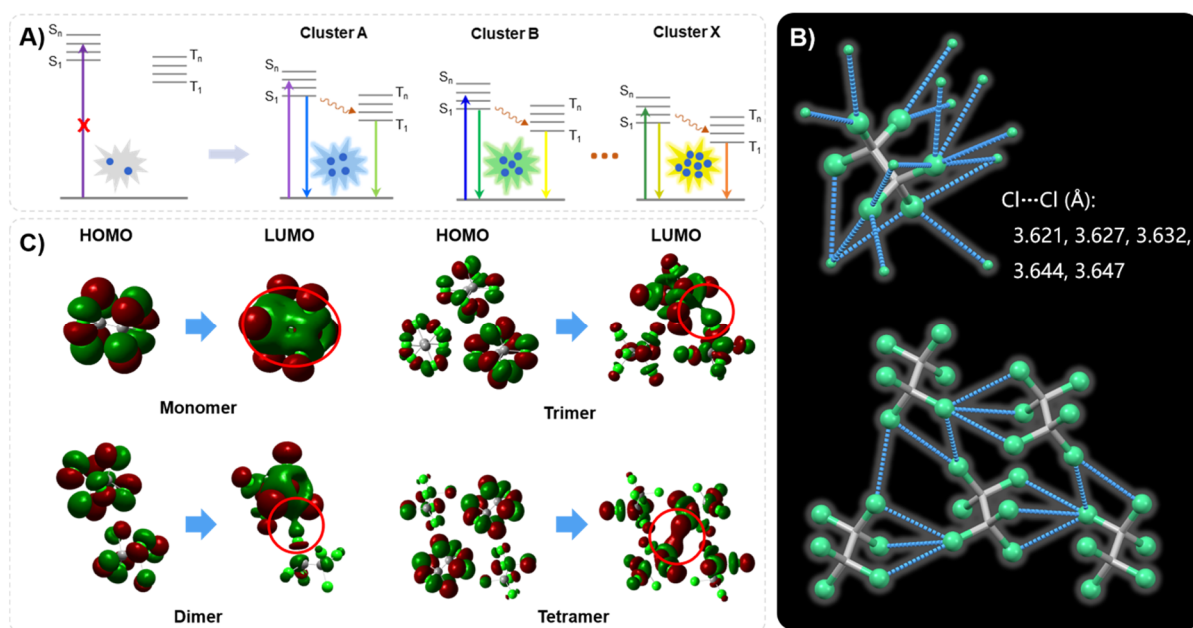 A)
Sn
S1
Tn
T1
X
Cluster A
Sn
S1
Tn
T1
Cluster B
Sn
S1
Tn
T1
Cluster X
Sn
S1
Tn
T1
B)
Cl···Cl (Å):
3.621, 3.627, 3.632,
3.644, 3.647
C)
HOMO
LUMO
HOMO
LUMO
Monomer
Trimer
Dimer
Tetramer